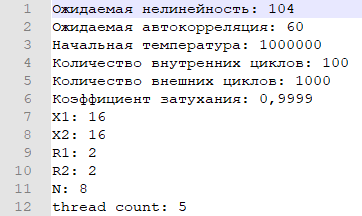 1 Ожидаемая нелинейность: 104
2 Ожидаемая автокорреляция: 60
3 Начальная температура: 1000000
4 Количество внутренних циклов: 100
5 Количество внешних циклов: 1000
6 Коэффициент затухания: 0,9999
7 X1: 16
8 X2: 16
9 R1: 2
10 R2: 2
11 N: 8
12 thread count: 5